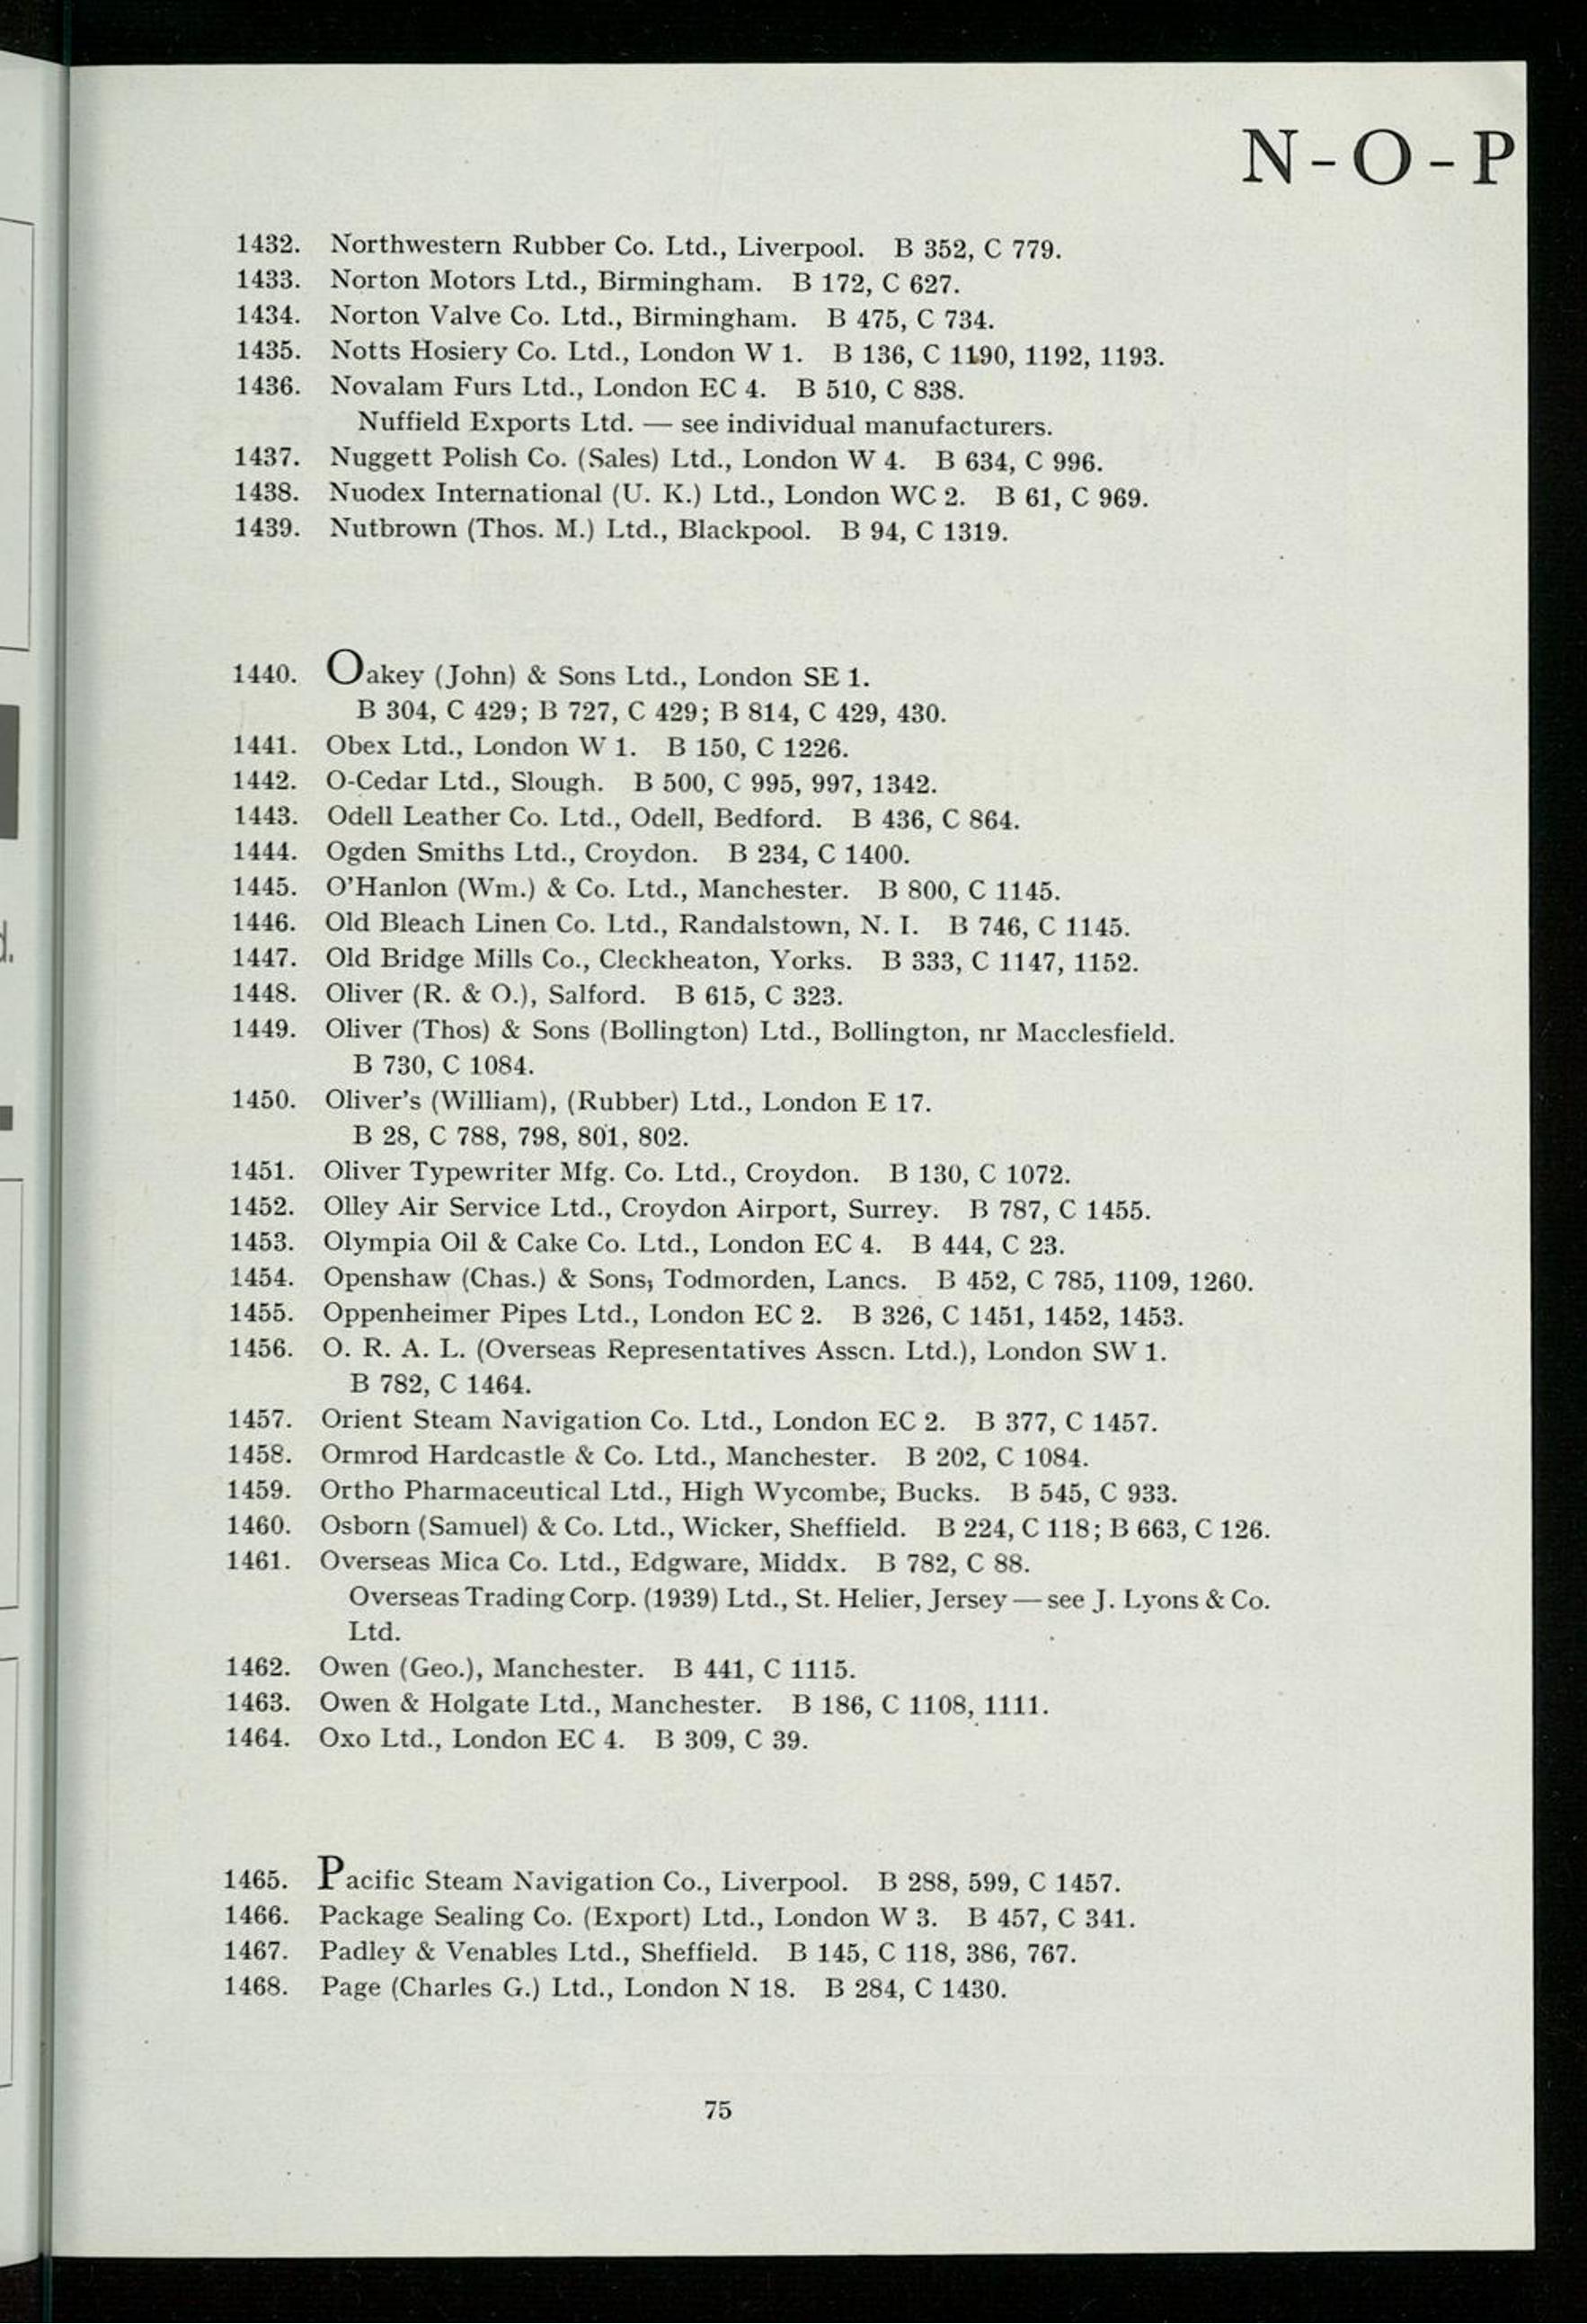 N-O-P
1432. Northwestern Rubber Co. Ltd., Liverpool. B 352, C 779.
1433. Norton Motors Ltd., Birmingham. B 172, C 627.
1434. Norton Valve Co. Ltd., Birmingham. B 475, C 734.
1435. Notts Hosiery Co. Ltd., London W 1. B 136, C 1190, 1192, 1193.
1436. Novalam Furs Ltd., London EC 4. B 510, C 838.
Nuffield Exports Ltd. — see individual manufacturers.
1437. Nuggett Polish Co. (Sales) Ltd., London W 4. B 634, C 996.
1438. Nuodex International (U. K.) Ltd., London WC 2. B 61, C 969.
1439. Nutbrown (Thos. M.) Ltd., Blackpool. B 94, C 1319.
1440. Oakey (John) & Sons Ltd., London SE 1.
B 304, C 429; B 727, C 429; B 814, C 429, 430.
1441. Obex Ltd., London W 1. B 150, C 1226.
1442. O-Cedar Ltd., Slough. B 500, C 995, 997, 1342.
1443. Odell Leather Co. Ltd., Odell, Bedford. B 436, C 864.
1444. Ogden Smiths Ltd., Croydon. B 234, C 1400.
1445. O'Hanlon (Wm.) & Co. Ltd., Manchester. B 800, C 1145.
1446. Old Bleach Linen Co. Ltd., Randalstown, N. I. B 746, C 1145.
1447. Old Bridge Mills Co., Cleckheaton, Yorks. B 333, C 1147, 1152.
1448. Oliver (R. & O.), Salford. B 615, C 323.
1449. Oliver (Thos) & Sons (Bollington) Ltd., Bollington, nr Macclesfield.
B 730, C 1084.
1450. Oliver's (William), (Rubber) Ltd., London E 17.
B 28, C 788, 798, 801, 802.
1451. Oliver Typewriter Mfg. Co. Ltd., Croydon. B 130, C 1072.
1452. Olley Air Service Ltd., Croydon Airport, Surrey. B 787, C 1455.
1453. Olympia Oil & Cake Co. Ltd., London EC 4. B 444, C 23.
1454. Openshaw (Chas.) & Sons, Todmorden, Lancs. B 452, C 785, 1109, 1260.
1455. Oppenheimer Pipes Ltd., London EC 2. B 326, C 1451, 1452, 1453.
1456. O. R. A. L. (Overseas Representatives Asscn. Ltd.), London SW 1.
B 782, C 1464.
1457. Orient Steam Navigation Co. Ltd., London EC 2. B 377, C 1457.
1458. Ormrod Hardcastle & Co. Ltd., Manchester. B 202, C 1084.
1459. Ortho Pharmaceutical Ltd., High Wycombe, Bucks. B 545, C 933.
1460. Osborn (Samuel) & Co. Ltd., Wicker, Sheffield. B 224, C 118; B 663, C 126.
1461. Overseas Mica Co. Ltd., Edgware, Middx. B 782, C 88.
Overseas Trading Corp. (1939) Ltd., St. Helier, Jersey — see J. Lyons & Co.
Ltd.
1462. Owen (Geo.), Manchester. B 441, C 1115.
1463. Owen & Holgate Ltd., Manchester. B 186, C 1108, 1111.
1464. Oxo Ltd., London EC 4. B 309, C 39.
1465. Pacific Steam Navigation Co., Liverpool. B 288, 599, C 1457.
1466. Package Sealing Co. (Export) Ltd., London W 3. B 457, C 341.
1467. Padley & Venables Ltd., Sheffield. B 145, C 118, 386, 767.
1468. Page (Charles G.) Ltd., London N 18. B 284, C 1430.
75